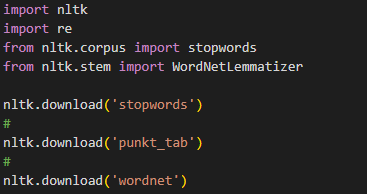 import nltk
import re
from nltk.corpus import stopwords
from nltk.stem import WordNetLemmatizer

nltk.download('stopwords')
#
nltk.download('punkt_tab')
#
nltk.download('wordnet')